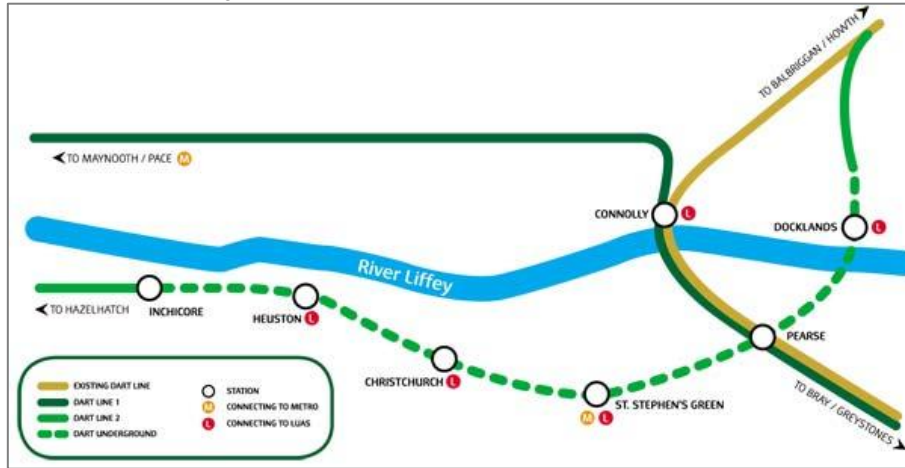 TO BALBRIGGAN / HOWTH
TO MAYNOOTH / PACE M
CONNOLLY L
DOCKLANDS L
River Liffey
TO HAZELHATCH
INCHICORE
HEUSTON L
CHRISTCHURCH L
ST. STEPHEN'S GREEN
M L
PEARSE
TO BRAY / GREYSTONES
EXISTING DART LINE
DART LINE 1
DART LINE 2
DART UNDERGROUND
STATION
M CONNECTING TO METRO
L CONNECTING TO LUAS